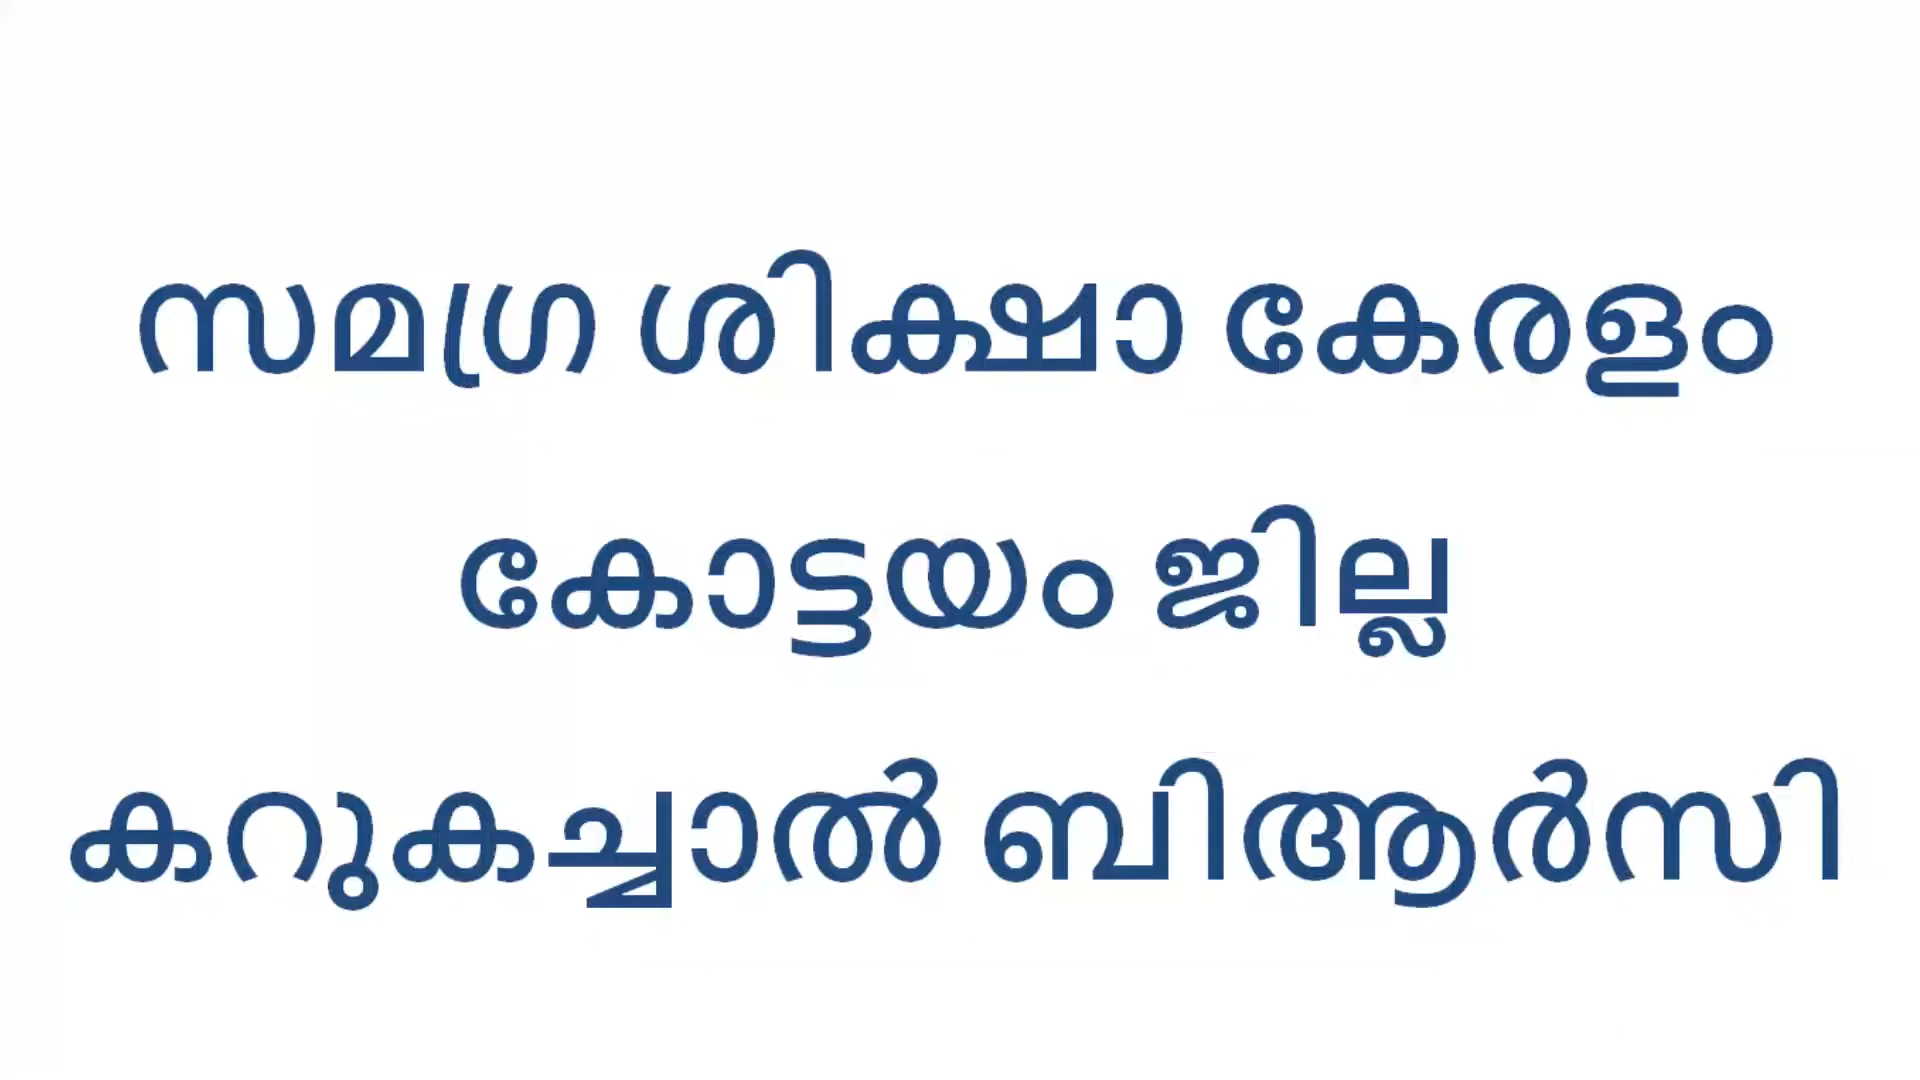 സമഗ്ര ശിക്ഷാ കേരളം
കോട്ടയം ജില്ല
കറുകച്ചാൽ ബിആർസി